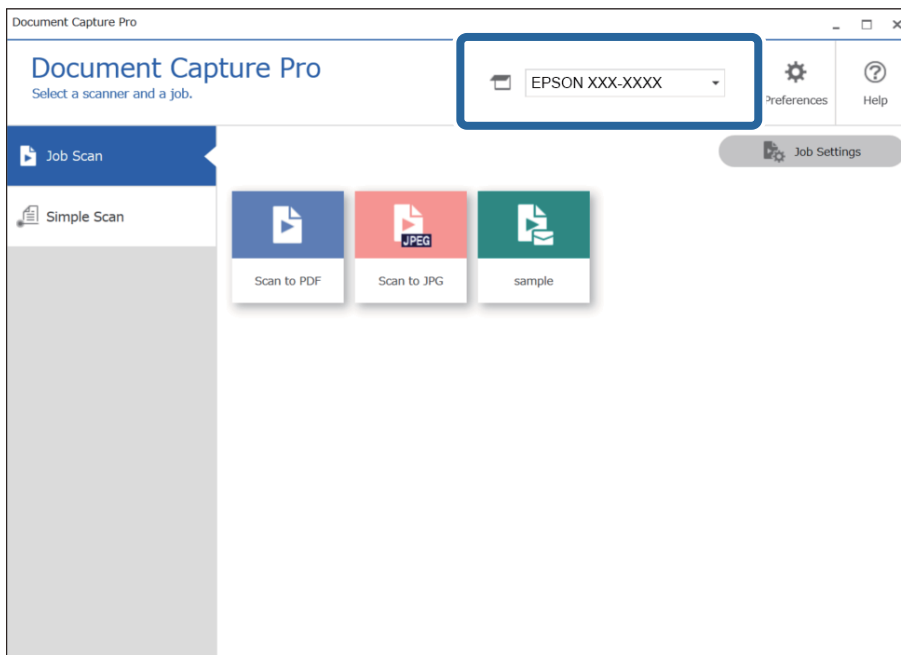 Document Capture Pro
Document Capture Pro
Select a scanner and a job.
EPSON XXX-XXXX
Preferences
Help
Job Scan
Job Settings
Simple Scan
JPEG
Scan to PDF
Scan to JPG
sample